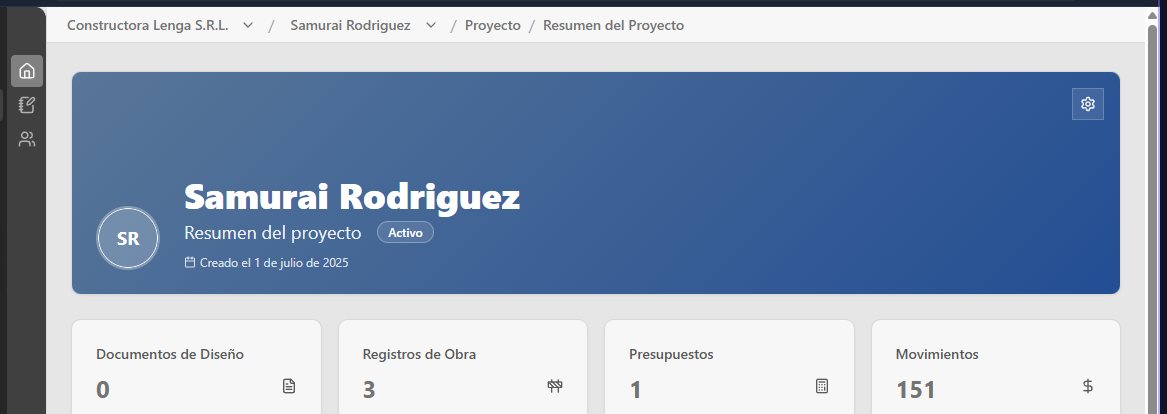 Constructora Lenga S.R.L. / Samurai Rodriguez / Proyecto / Resumen del Proyecto
Samurai Rodriguez
SR
Resumen del proyecto Activo
Creado el 1 de julio de 2025
Documentos de Diseño
0
Registros de Obra
3
Presupuestos
1
Movimientos
151